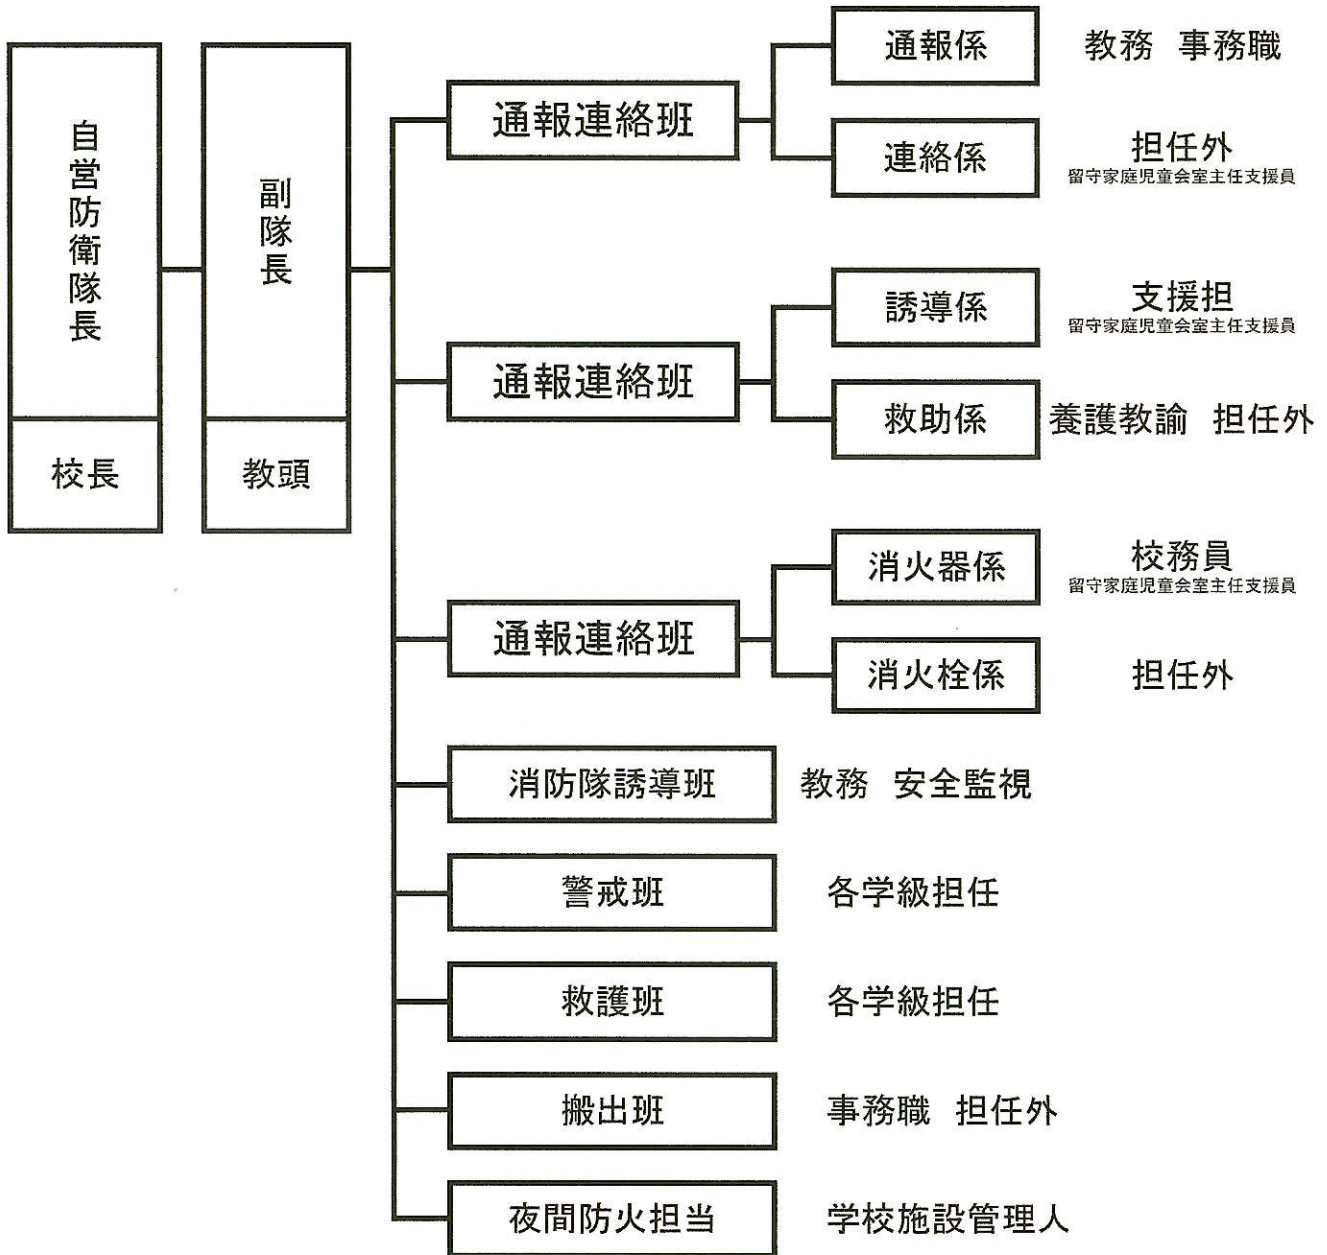 自営防衛隊長
校長
副隊長
教頭
通報連絡班
通報係
教務 事務職
連絡係
担任外
留守家庭児童会室主任支援員
通報連絡班
誘導係
支援担
留守家庭児童会室主任支援員
救助係
養護教諭 担任外
通報連絡班
消火器係
校務員
留守家庭児童会室主任支援員
消火栓係
担任外
消防隊誘導班
教務 安全監視
警戒班
各学級担任
救護班
各学級担任
搬出班
事務職 担任外
夜間防火担当
学校施設管理人